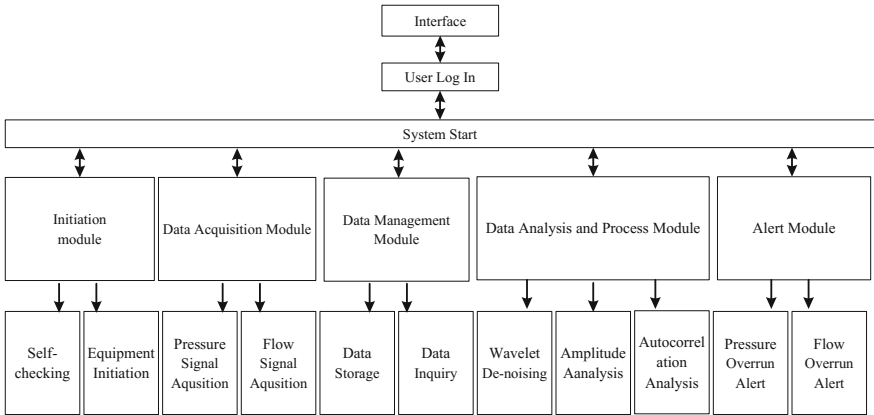 Interface
User Log In
System Start
Initiation
module
Data Acquisition Module
Data Management
Module
Data Analysis and Process Module
Alert Module
Self-
checking
Equipment
Initiation
Pressure
Signal
Aqusition
Flow
Signal
Aqusition
Data
Storage
Data
Inquiry
Wavelet
De-noising
Amplitude
Aanalysis
Autocorrel
ation
Analysis
Pressure
Overrun
Alert
Flow
Overrun
Alert